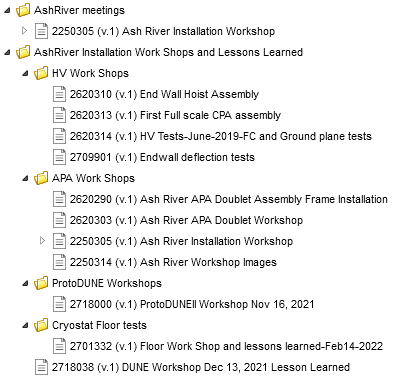 AshRiver meetings
2250305 (v.1) Ash River Installation Workshop
AshRiver Installation Work Shops and Lessons Learned
HV Work Shops
2620310 (v.1) End Wall Hoist Assembly
2620313 (v.1) First Full scale CPA assembly
2620314 (v.1) HV Tests-June-2019-FC and Ground plane tests
2709901 (v.1) Endwall deflection tests
APA Work Shops
2620290 (v.1) Ash River APA Doublet Assembly Frame Installation
2620303 (v.1) Ash River APA Doublet Workshop
2250305 (v.1) Ash River Installation Workshop
2250314 (v.1) Ash River Workshop Images
ProtoDUNE Workshops
2718000 (v.1) ProtoDUNEII Workshop Nov 16, 2021
Cryostat Floor tests
2701332 (v.1) Floor Work Shop and lessons learned-Feb14-2022
2718038 (v.1) DUNE Workshop Dec 13, 2021 Lesson Learned